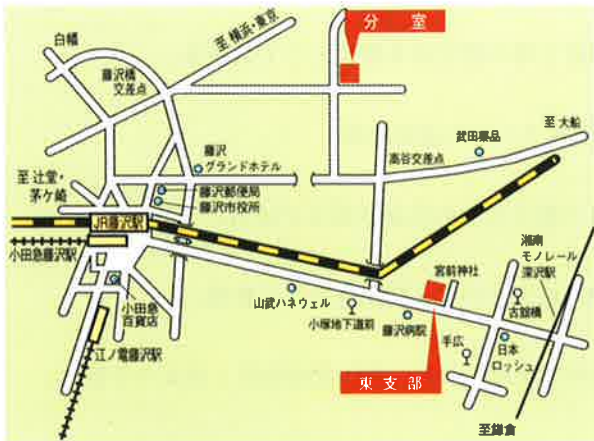 分 室
至 横浜・東京
白幡
藤沢橋
交差点
藤沢
グランドホテル
武田薬品
至 大船
高谷交差点
至 辻堂・
茅ケ崎
藤沢郵便局
藤沢市役所
JR藤沢駅
小田急藤沢駅
湘南
モノレール
深沢駅
宮前神社
小田急
百貨店
山武ハネウェル
小塚地下道前
藤沢病院
古舘橋
手広
日本
ロッシュ
江ノ電藤沢駅
東 支 部
至鎌倉